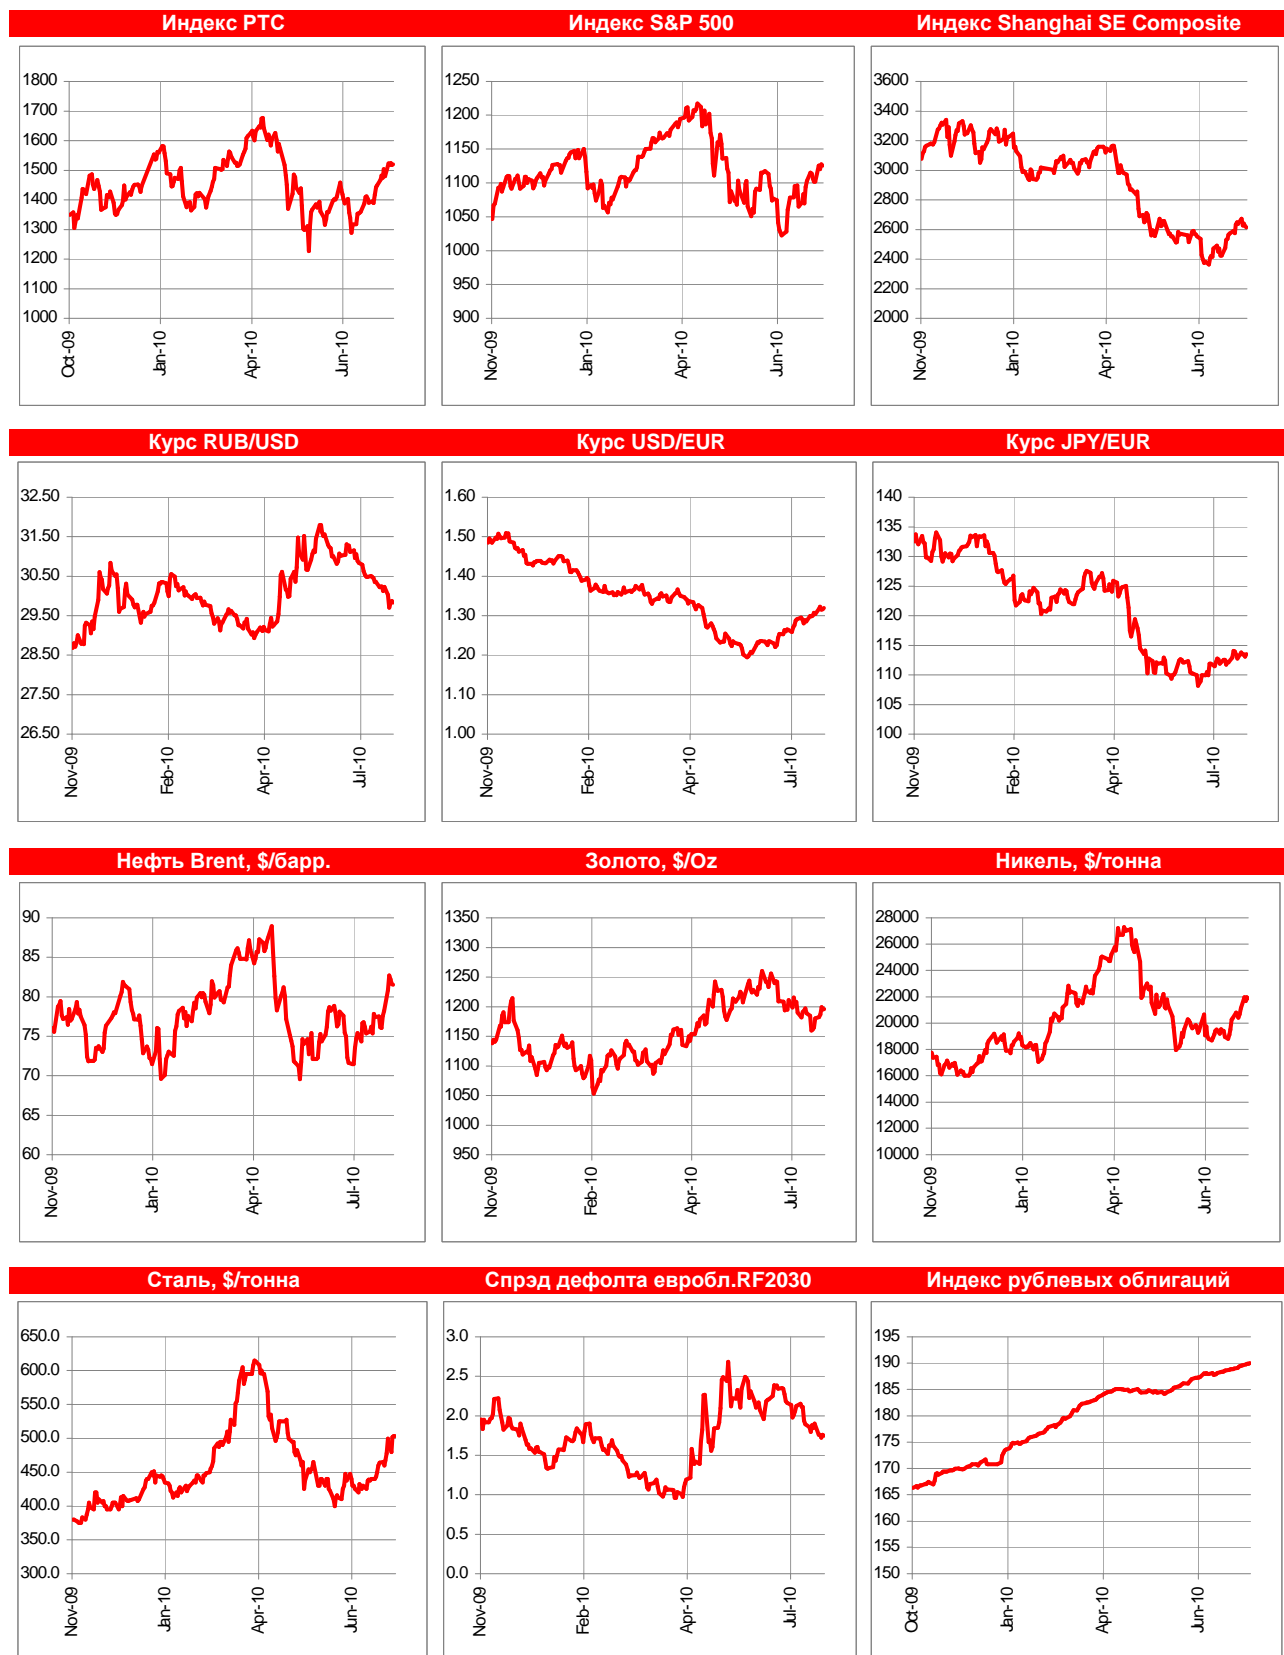 Индекс РТС
1800
1700
1600
1500
1400
1300
1200
1100
1000
Oct-09
Jan-10
Apr-10
Jun-10
Индекс S&P 500
1250
1200
1150
1100
1050
1000
950
900
Nov-09
Jan-10
Apr-10
Jun-10
Индекс Shanghai SE Composite
3600
3400
3200
3000
2800
2600
2400
2200
2000
Nov-09
Jan-10
Apr-10
Jun-10
Курс RUB/USD
32.50
31.50
30.50
29.50
28.50
27.50
26.50
Nov-09
Feb-10
Apr-10
Jul-10
Курс USD/EUR
1.60
1.50
1.40
1.30
1.20
1.10
1.00
Nov-09
Feb-10
Apr-10
Jul-10
Курс JPY/EUR
140
135
130
125
120
115
110
105
100
Nov-09
Feb-10
Apr-10
Jul-10
Нефть Brent, $/барр.
90
85
80
75
70
65
60
Nov-09
Jan-10
Apr-10
Jul-10
Золото, $/Oz
1350
1300
1250
1200
1150
1100
1050
1000
950
Nov-09
Feb-10
Apr-10
Jul-10
Никель, $/тонна
28000
26000
24000
22000
20000
18000
16000
14000
12000
10000
Nov-09
Jan-10
Apr-10
Jun-10
Сталь, $/тонна
650.0
600.0
550.0
500.0
450.0
400.0
350.0
300.0
Nov-09
Jan-10
Apr-10
Jun-10
Спрэд дефолта евробл.RF2030
3.0
2.5
2.0
1.5
1.0
0.5
0.0
Nov-09
Feb-10
Apr-10
Jul-10
Индекс рублевых облигаций
195
190
185
180
175
170
165
160
155
150
Oct-09
Jan-10
Apr-10
Jun-10